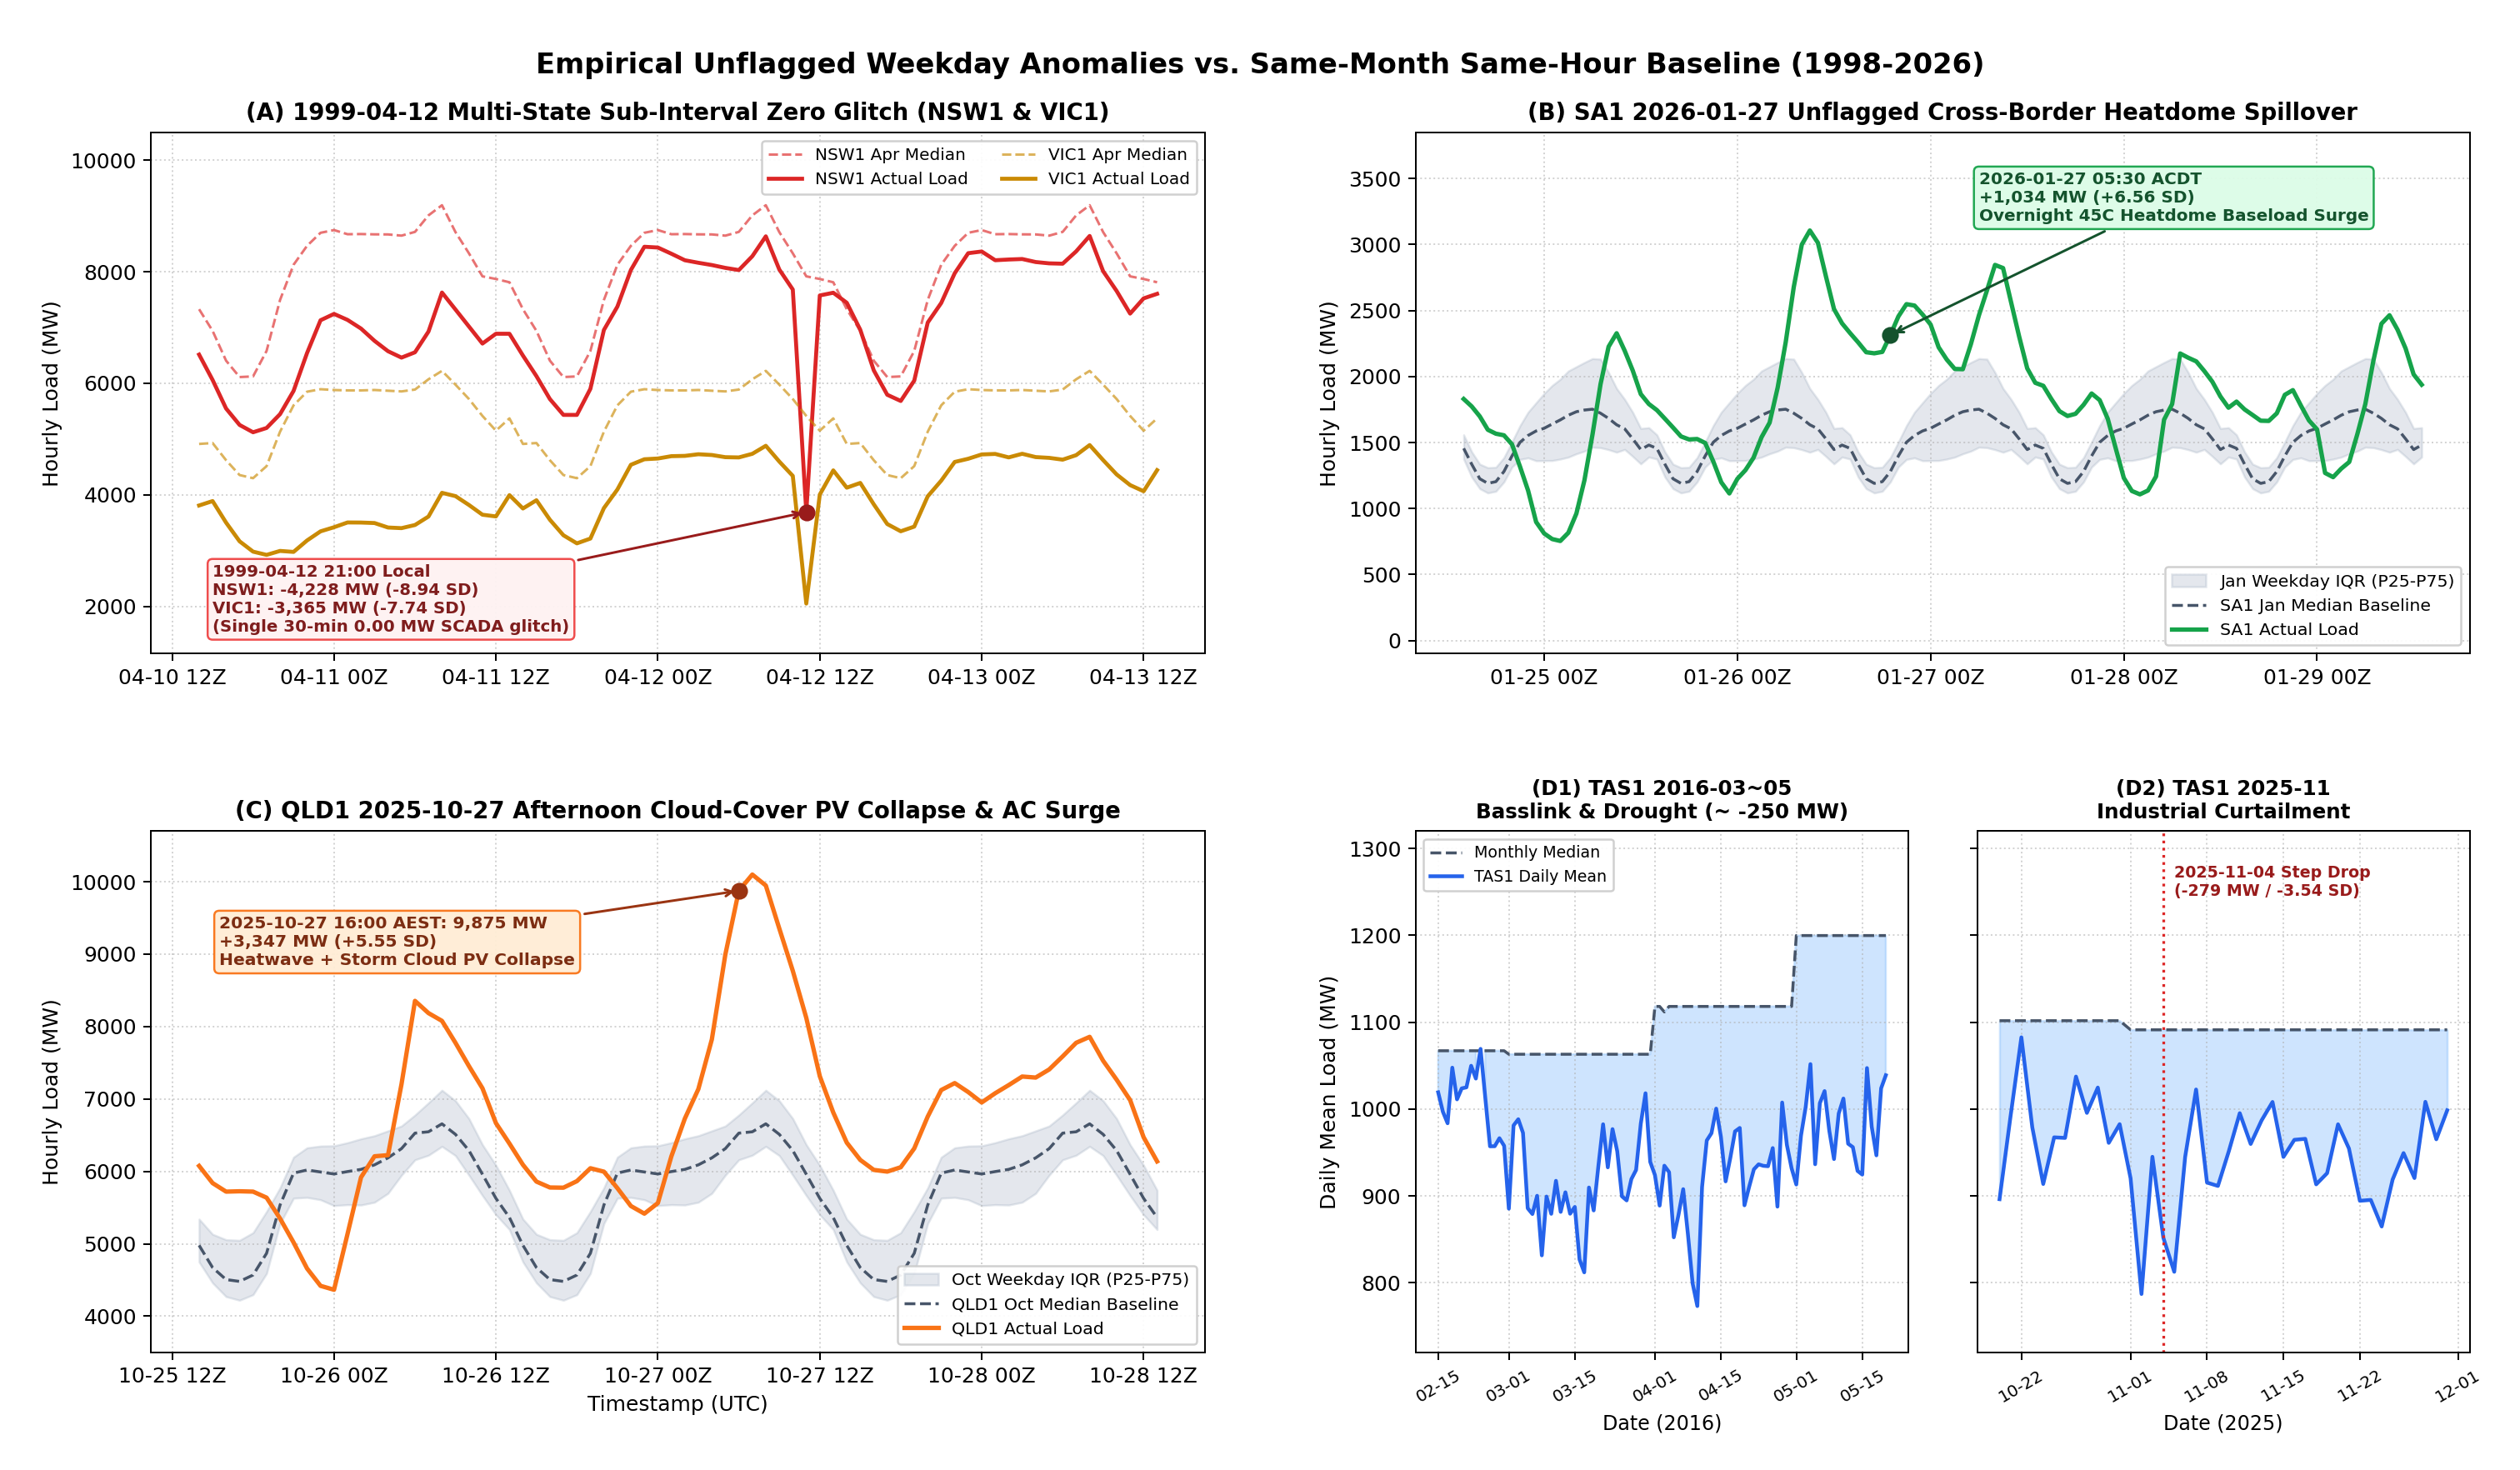 Empirical Unflagged Weekday Anomalies vs. Same-Month Same-Hour Baseline (1998-2026)
(A) 1999-04-12 Multi-State Sub-Interval Zero Glitch (NSW1 & VIC1)
Hourly Load (MW)
10000
8000
6000
4000
2000
NSW1 Apr Median
NSW1 Actual Load
VIC1 Apr Median
VIC1 Actual Load
1999-04-12 21:00 Local
NSW1: -4,228 MW (-8.94 SD)
VIC1: -3,365 MW (-7.74 SD)
(Single 30-min 0.00 MW SCADA glitch)
04-10 12Z
04-11 00Z
04-11 12Z
04-12 00Z
04-12 12Z
04-13 00Z
04-13 12Z
(B) SA1 2026-01-27 Unflagged Cross-Border Heatdome Spillover
Hourly Load (MW)
3500
3000
2500
2000
1500
1000
500
0
2026-01-27 05:30 ACDT
+1,034 MW (+6.56 SD)
Overnight 45C Heatdome Baseload Surge
Jan Weekday IQR (P25-P75)
SA1 Jan Median Baseline
SA1 Actual Load
01-25 00Z
01-26 00Z
01-27 00Z
01-28 00Z
01-29 00Z
(C) QLD1 2025-10-27 Afternoon Cloud-Cover PV Collapse & AC Surge
Hourly Load (MW)
10000
9000
8000
7000
6000
5000
4000
2025-10-27 16:00 AEST: 9,875 MW
+3,347 MW (+5.55 SD)
Heatwave + Storm Cloud PV Collapse
Oct Weekday IQR (P25-P75)
QLD1 Oct Median Baseline
QLD1 Actual Load
10-25 12Z
10-26 00Z
10-26 12Z
10-27 00Z
10-27 12Z
10-28 00Z
10-28 12Z
Timestamp (UTC)
(D1) TAS1 2016-03~05
Basslink & Drought (~ -250 MW)
Daily Mean Load (MW)
1300
1200
1100
1000
900
800
Monthly Median
TAS1 Daily Mean
02-15
03-01
03-15
04-01
04-15
05-01
05-15
Date (2016)
(D2) TAS1 2025-11
Industrial Curtailment
2025-11-04 Step Drop
(-279 MW / -3.54 SD)
10-22
11-01
11-08
11-15
11-22
12-01
Date (2025)